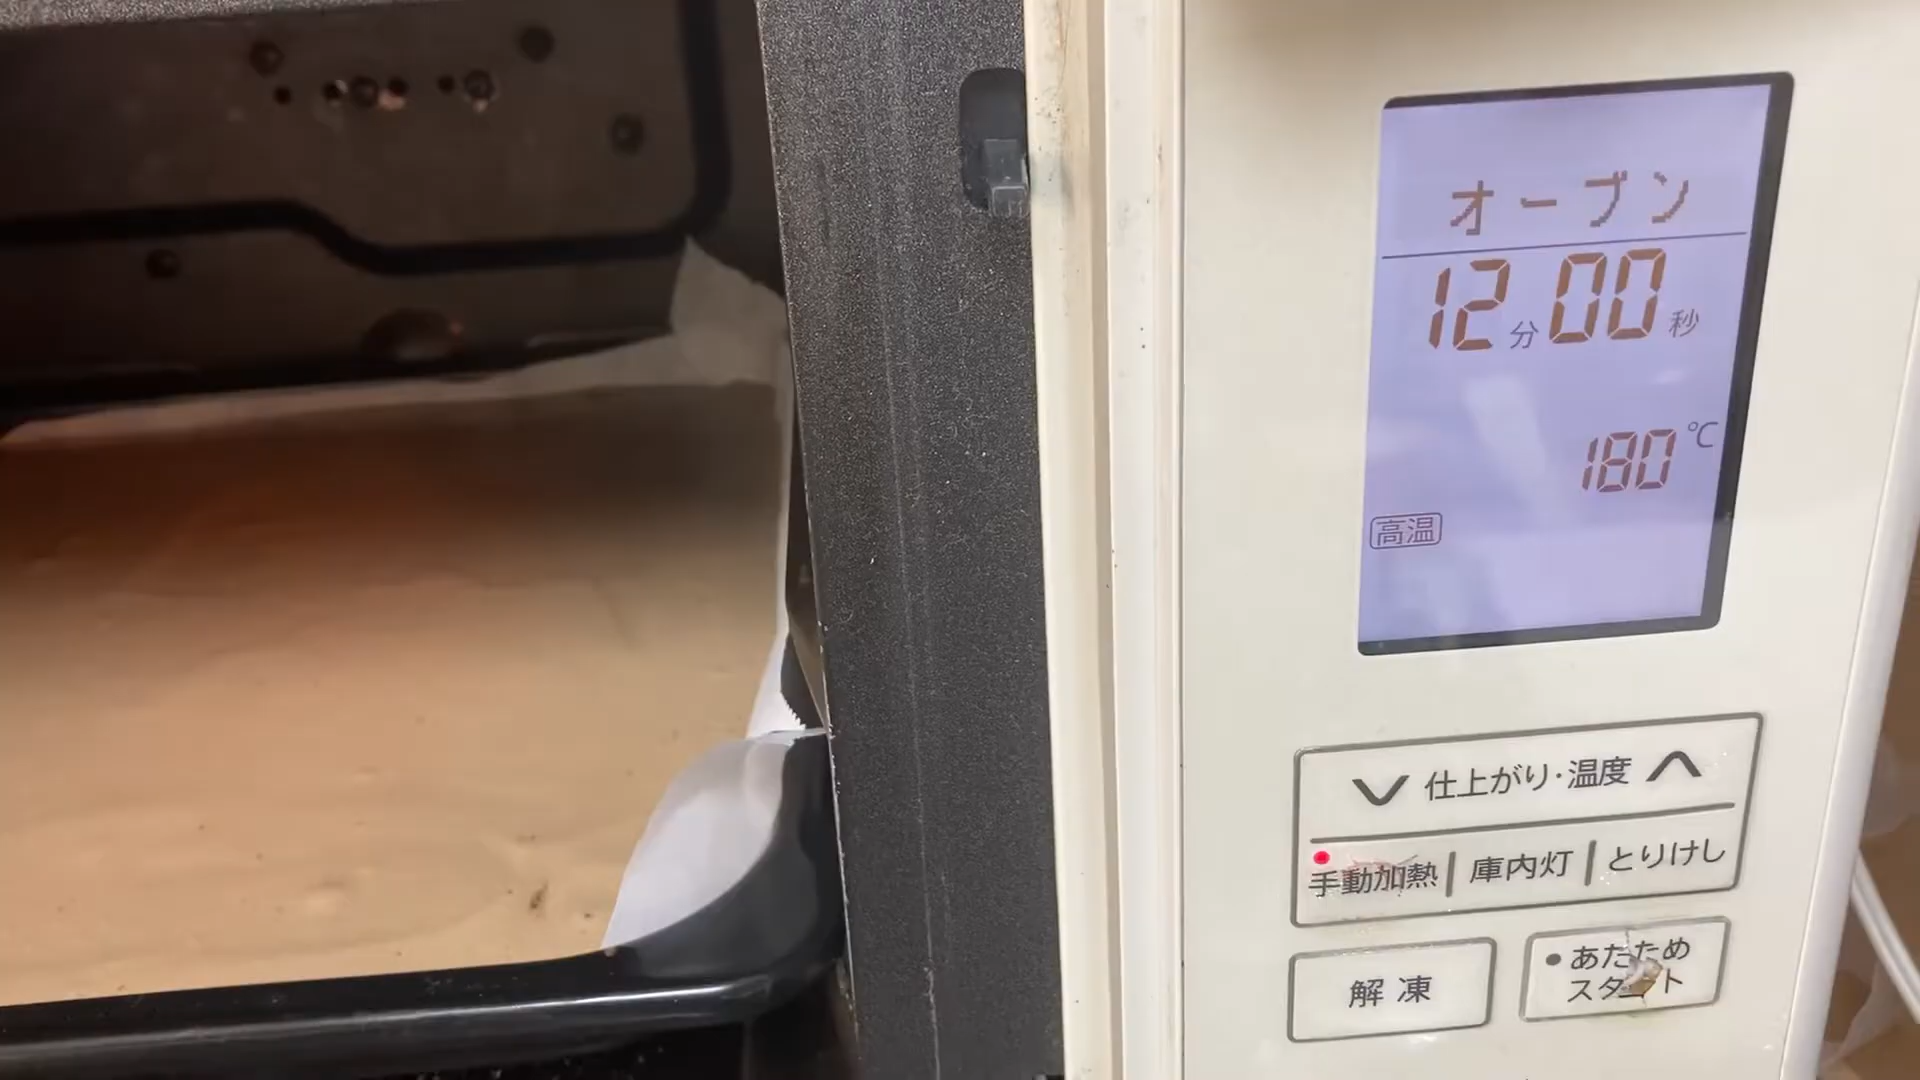 オーブン
12分00秒
180℃
高温
仕上がり・温度
手動加熱 | 庫内灯 | とりけし
解凍
あたため
スタート